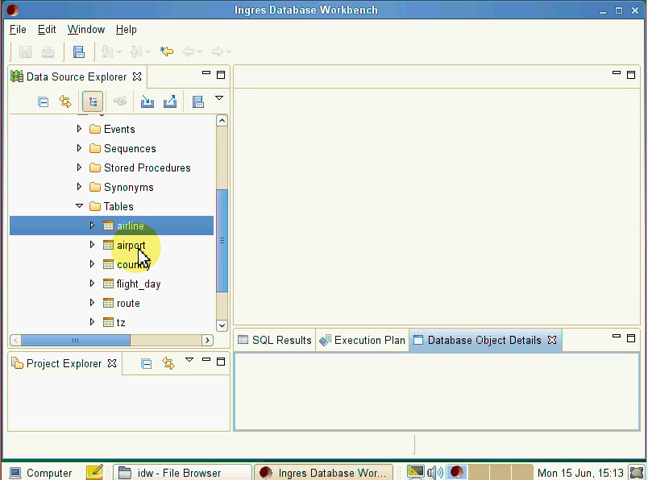 Ingres Database Workbench
File Edit Window Help
Data Source Explorer
Events
Sequences
Stored Procedures
Synonyms
Tables
airline
airport
country
flight_day
route
tz
SQL Results Execution Plan Database Object Details
Project Explorer
Computer idw - File Browser Ingres Database Wor... Mon 15 Jun, 15:13